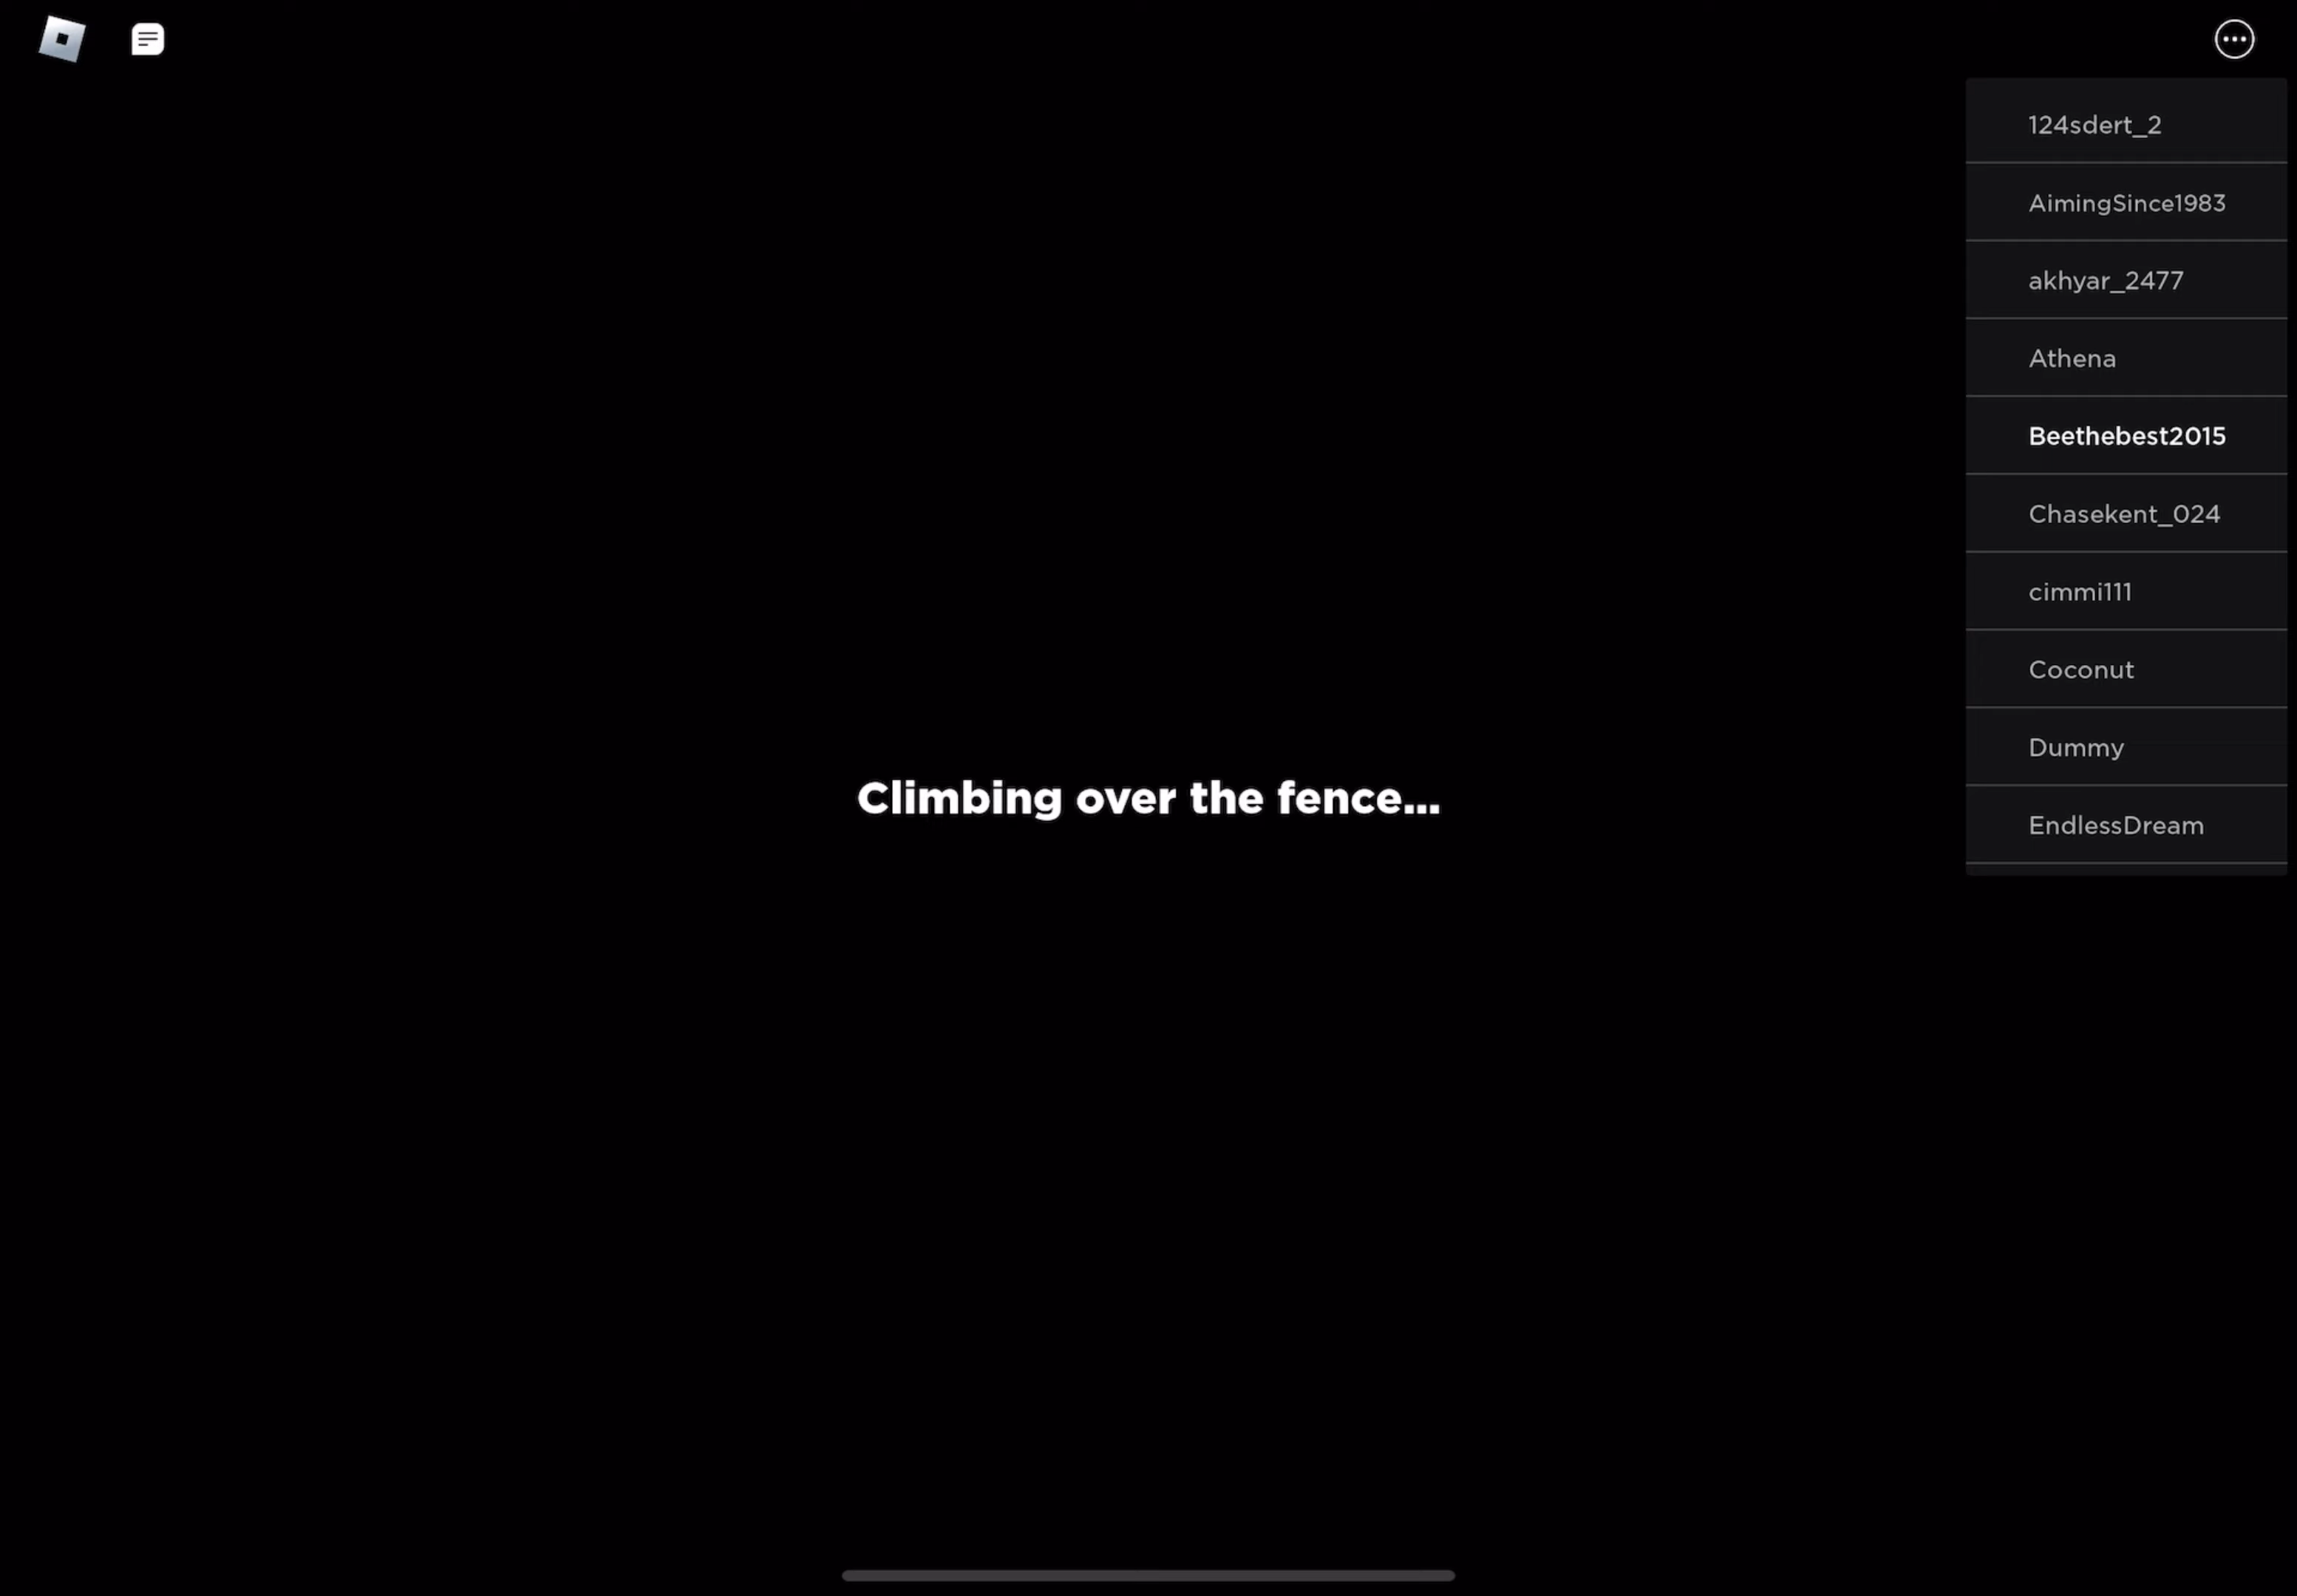 124sdert_2
AimingSince1983
akhyar_2477
Athena
Beethebest2015
Chasekent_024
cimmi111
Coconut
Dummy
EndlessDream
Climbing over the fence...